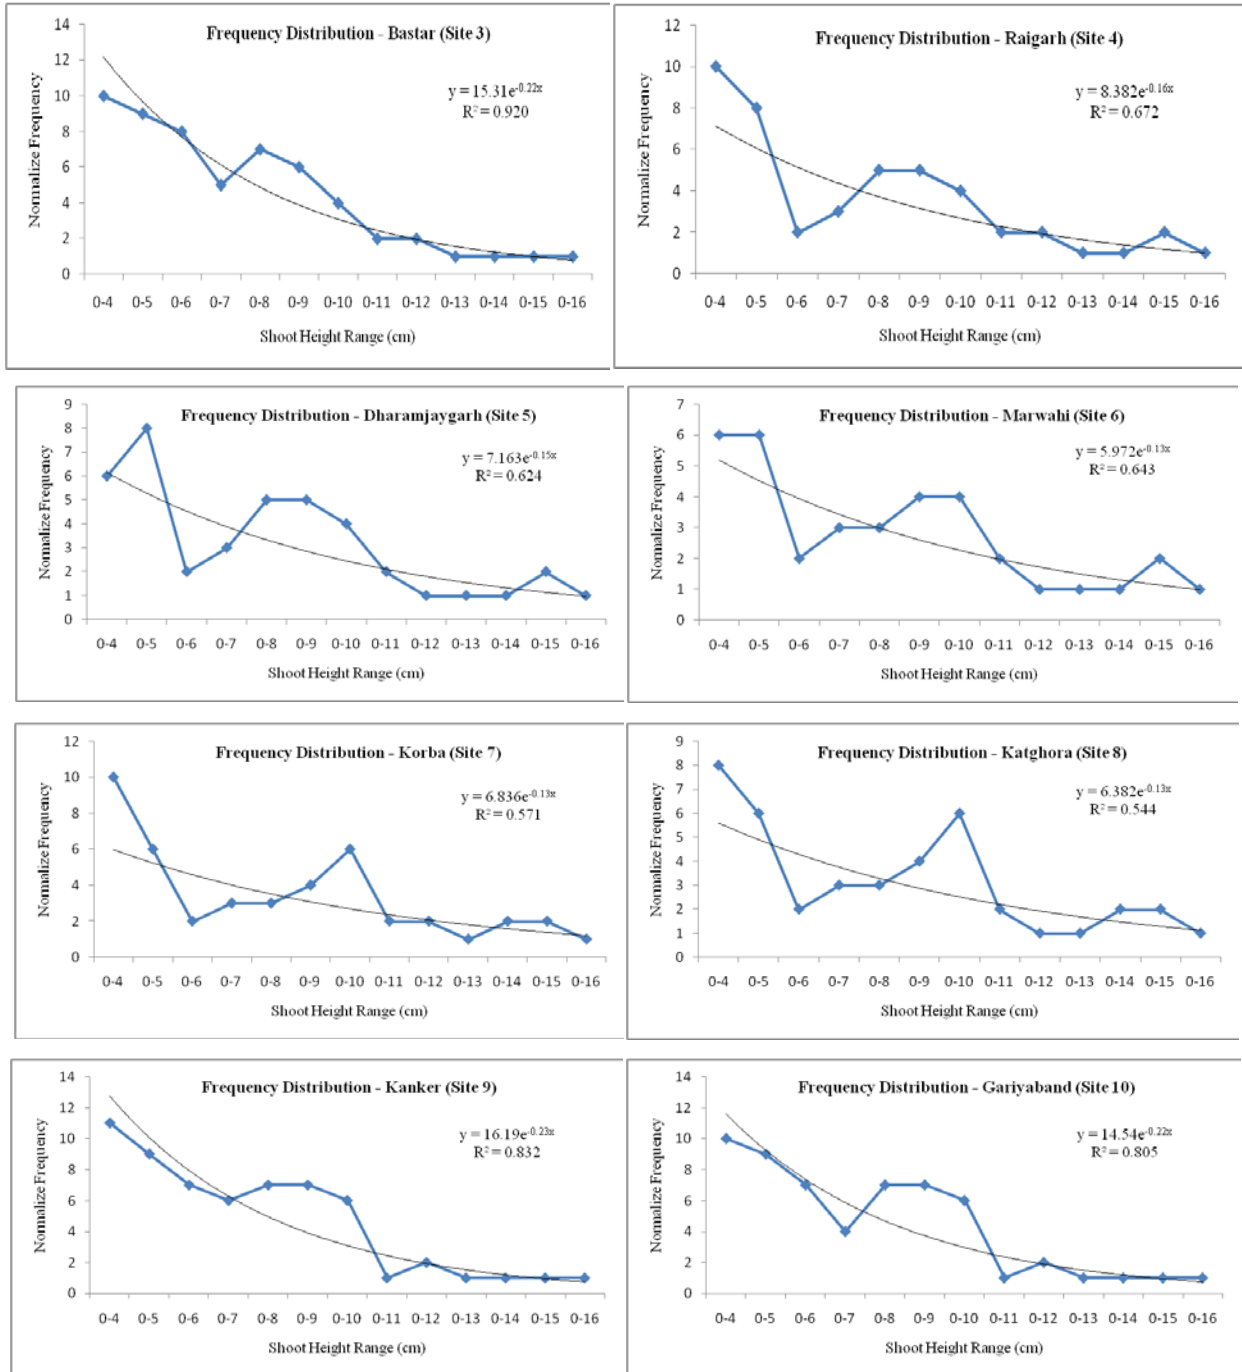 Frequency Distribution - Bastar (Site 3)
y = 15.31e^-0.22x
R² = 0.920
Normalize Frequency
14
12
10
8
6
4
2
0
0-4 0-5 0-6 0-7 0-8 0-9 0-10 0-11 0-12 0-13 0-14 0-15 0-16
Shoot Height Range (cm)
Frequency Distribution - Raigarh (Site 4)
y = 8.382e^-0.16x
R² = 0.672
Normalize Frequency
12
10
8
6
4
2
0
0-4 0-5 0-6 0-7 0-8 0-9 0-10 0-11 0-12 0-13 0-14 0-15 0-16
Shoot Height Range (cm)
Frequency Distribution - Dharamjaygarh (Site 5)
y = 7.163e^-0.15x
R² = 0.624
Normalize Frequency
9
8
7
6
5
4
3
2
1
0
0-4 0-5 0-6 0-7 0-8 0-9 0-10 0-11 0-12 0-13 0-14 0-15 0-16
Shoot Height Range (cm)
Frequency Distribution - Marwahi (Site 6)
y = 5.972e^-0.13x
R² = 0.643
Normalize Frequency
7
6
5
4
3
2
1
0
0-4 0-5 0-6 0-7 0-8 0-9 0-10 0-11 0-12 0-13 0-14 0-15 0-16
Shoot Height Range (cm)
Frequency Distribution - Korba (Site 7)
y = 6.836e^-0.13x
R² = 0.571
Normalize Frequency
12
10
8
6
4
2
0
0-4 0-5 0-6 0-7 0-8 0-9 0-10 0-11 0-12 0-13 0-14 0-15 0-16
Shoot Height Range (cm)
Frequency Distribution - Katghora (Site 8)
y = 6.382e^-0.13x
R² = 0.544
Normalize Frequency
9
8
7
6
5
4
3
2
1
0
0-4 0-5 0-6 0-7 0-8 0-9 0-10 0-11 0-12 0-13 0-14 0-15 0-16
Shoot Height Range (cm)
Frequency Distribution - Kanker (Site 9)
y = 16.19e^-0.23x
R² = 0.832
Normalize Frequency
14
12
10
8
6
4
2
0
0-4 0-5 0-6 0-7 0-8 0-9 0-10 0-11 0-12 0-13 0-14 0-15 0-16
Shoot Height Range (cm)
Frequency Distribution - Gariyaband (Site 10)
y = 14.54e^-0.22x
R² = 0.805
Normalize Frequency
14
12
10
8
6
4
2
0
0-4 0-5 0-6 0-7 0-8 0-9 0-10 0-11 0-12 0-13 0-14 0-15 0-16
Shoot Height Range (cm)